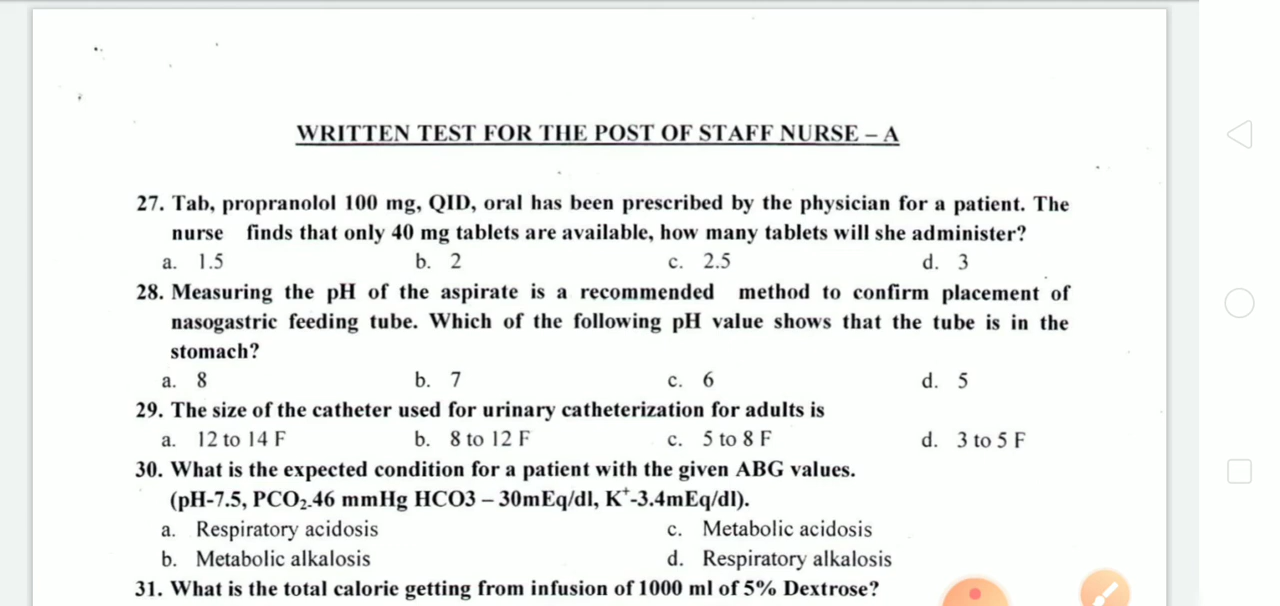 WRITTEN TEST FOR THE POST OF STAFF NURSE – A
27. Tab, propranolol 100 mg, QID, oral has been prescribed by the physician for a patient. The
nurse finds that only 40 mg tablets are available, how many tablets will she administer?
a. 1.5 b. 2 c. 2.5 d. 3
28. Measuring the pH of the aspirate is a recommended method to confirm placement of
nasogastric feeding tube. Which of the following pH value shows that the tube is in the
stomach?
a. 8 b. 7 c. 6 d. 5
29. The size of the catheter used for urinary catheterization for adults is
a. 12 to 14 F b. 8 to 12 F c. 5 to 8 F d. 3 to 5 F
30. What is the expected condition for a patient with the given ABG values.
(pH-7.5, PCO₂.46 mmHg HCO3 – 30mEq/dl, K⁺-3.4mEq/dl).
a. Respiratory acidosis c. Metabolic acidosis
b. Metabolic alkalosis d. Respiratory alkalosis
31. What is the total calorie getting from infusion of 1000 ml of 5% Dextrose?